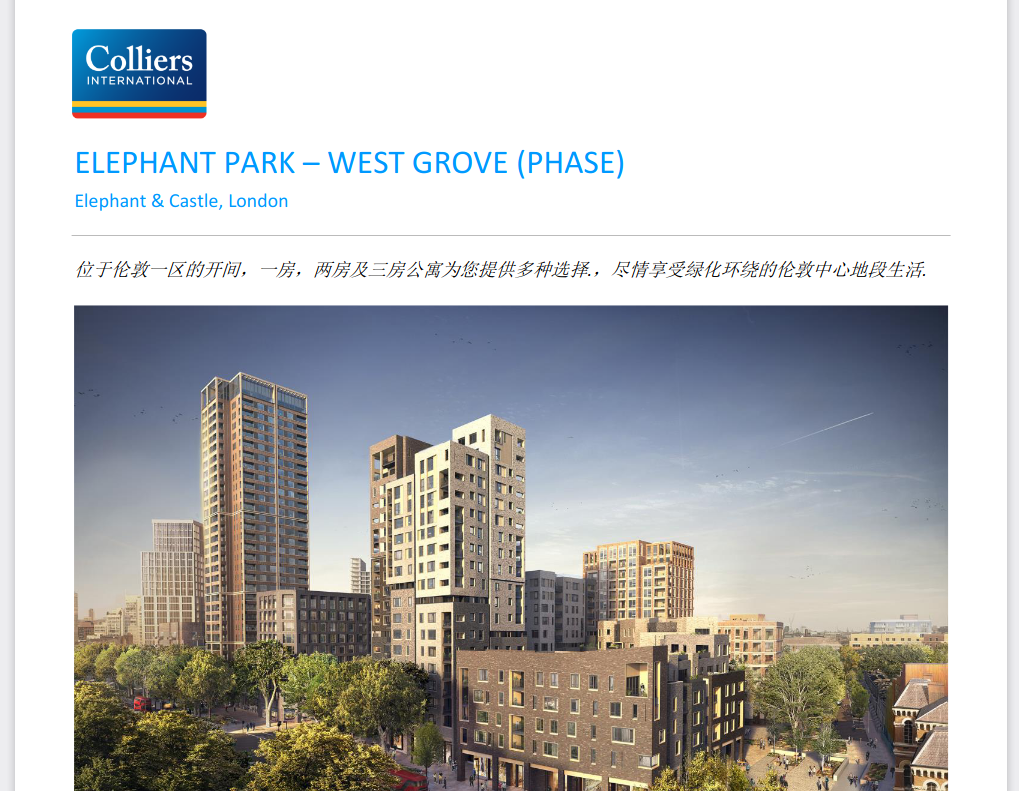 Colliers
INTERNATIONAL
ELEPHANT PARK – WEST GROVE (PHASE)
Elephant & Castle, London
位于伦敦一区的开间，一房，两房及三房公寓为您提供多种选择.，尽情享受绿化环绕的伦敦中心地段生活.